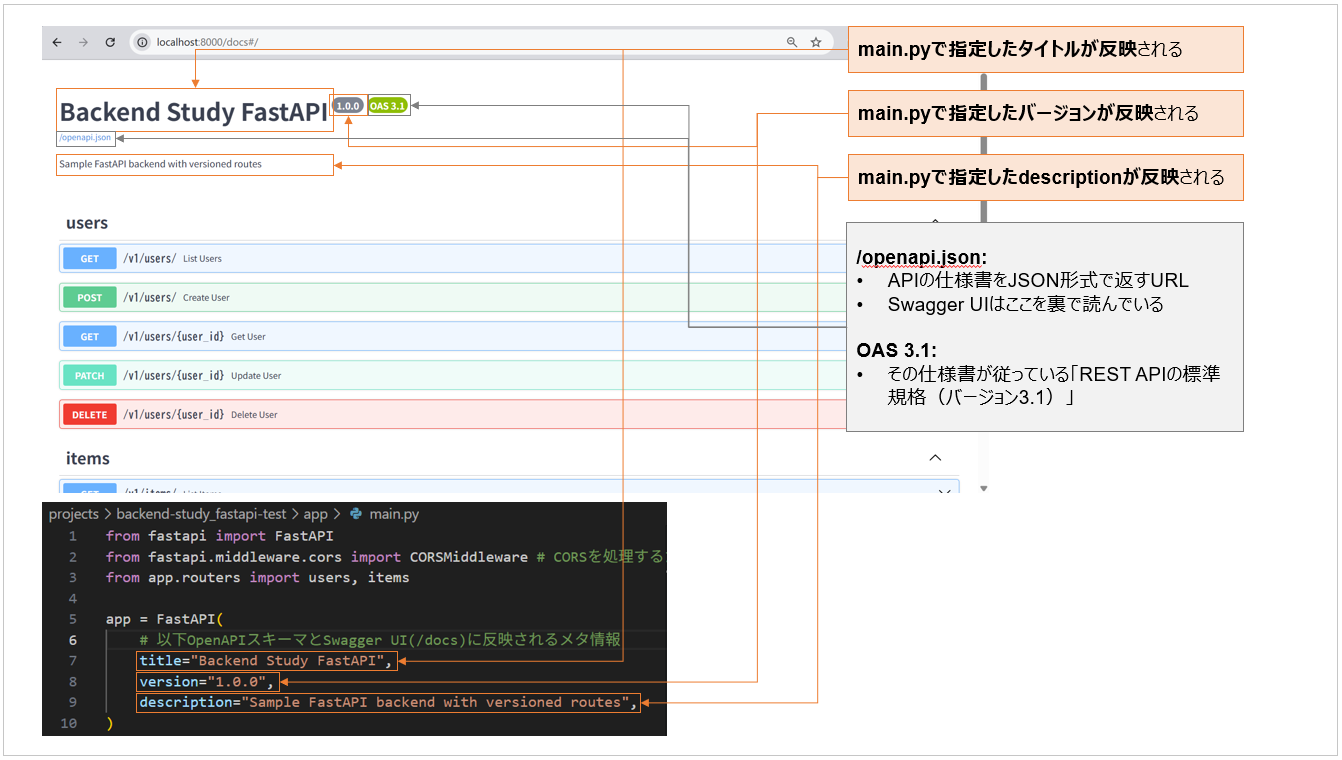 localhost:8000/docs#/
Backend Study FastAPI 1.0.0 OAS 3.1
/openapi.json
Sample FastAPI backend with versioned routes
main.pyで指定したタイトルが反映される
main.pyで指定したバージョンが反映される
main.pyで指定したdescriptionが反映される
users
GET /v1/users/ List Users
POST /v1/users/ Create User
GET /v1/users/{user_id} Get User
PATCH /v1/users/{user_id} Update User
DELETE /v1/users/{user_id} Delete User
items
GET /v1/items/ List Items
/openapi.json:
• APIの仕様書をJSON形式で返すURL
• Swagger UIはここを裏で読んでいる
OAS 3.1:
• その仕様書が従っている「REST APIの標準
規格（バージョン3.1）」
projects > backend-study_fastapi-test > app > main.py
1 from fastapi import FastAPI
2 from fastapi.middleware.cors import CORSMiddleware # CORSを処理する
3 from app.routers import users, items
4
5 app = FastAPI(
6 # 以下OpenAPIスキーマとSwagger UI(/docs)に反映されるメタ情報
7 title="Backend Study FastAPI",
8 version="1.0.0",
9 description="Sample FastAPI backend with versioned routes",
10 )